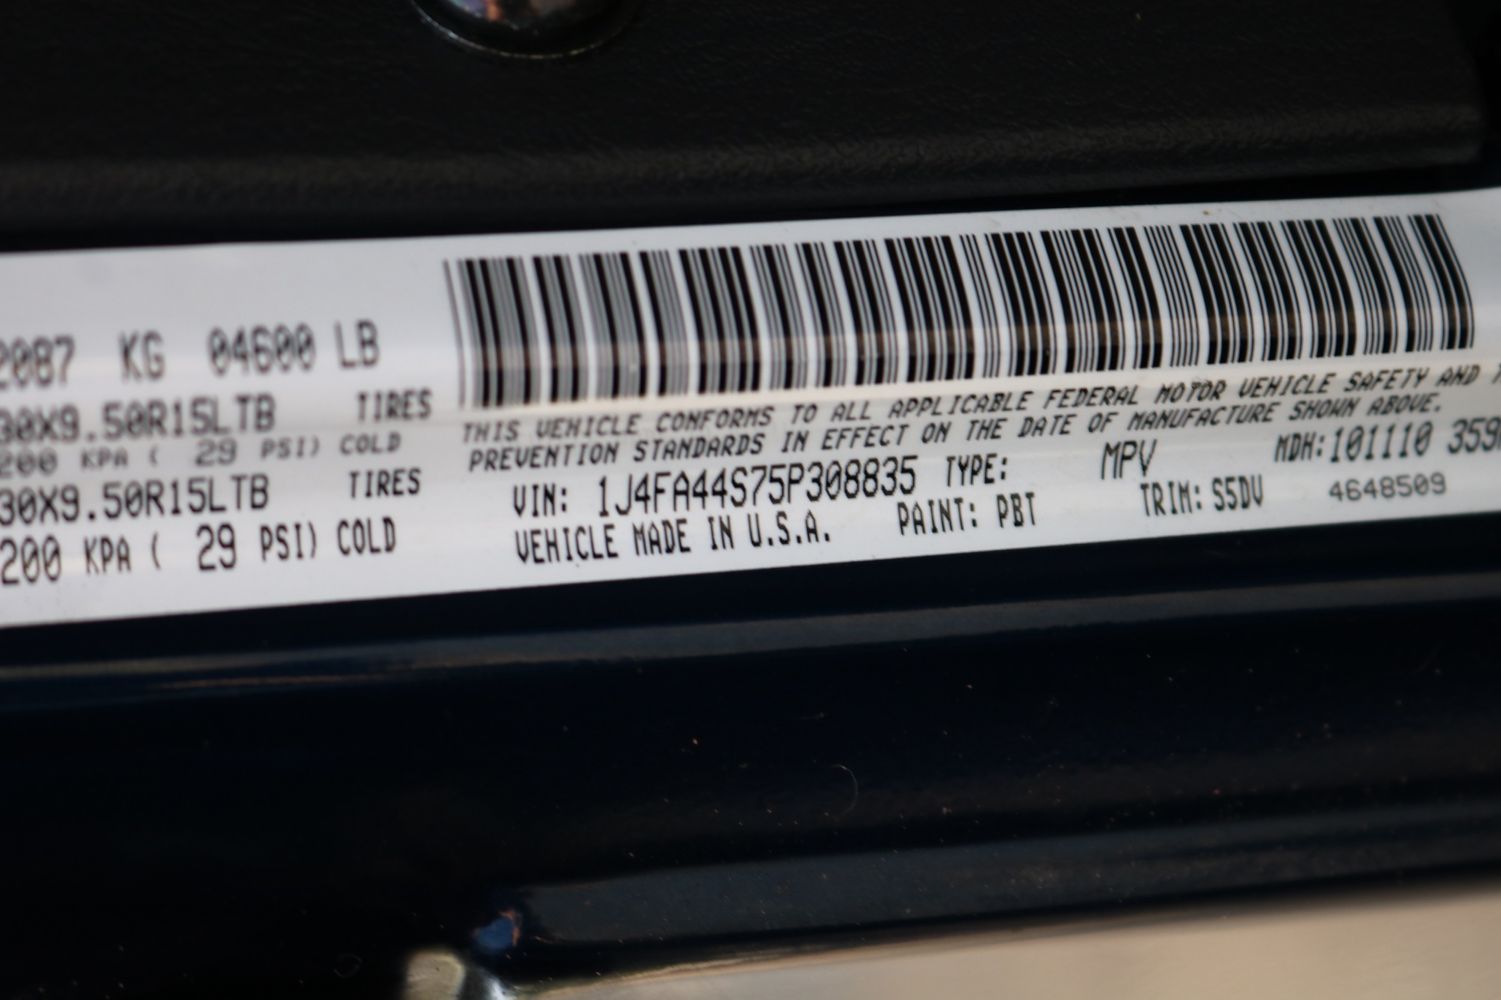 2087 KG 04600 LB
30X9.50R15LTB TIRES
200 KPA ( 29 PSI) COLD
30X9.50R15LTB TIRES
200 KPA ( 29 PSI) COLD
THIS VEHICLE CONFORMS TO ALL APPLICABLE FEDERAL MOTOR VEHICLE SAFETY AND
PREVENTION STANDARDS IN EFFECT ON THE DATE OF MANUFACTURE SHOWN ABOVE.
VIN: 1J4FA44S75P308835 TYPE: MPV MDH: 101110 359
VEHICLE MADE IN U.S.A. PAINT: PBT TRIM: S5DV 4648509